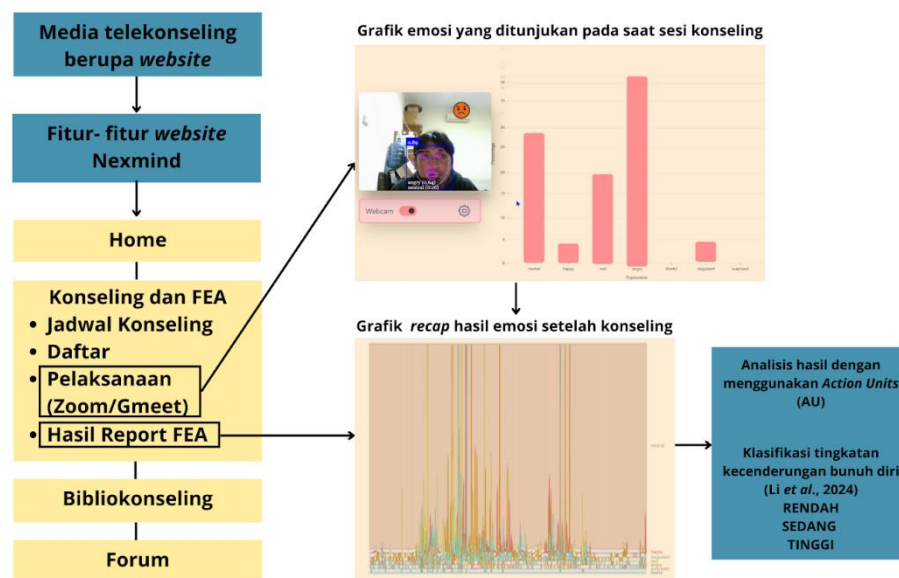 Media telekonseling
berupa website
Fitur- fitur website
Nexmind
Home
Konseling dan FEA
• Jadwal Konseling
• Daftar
• Pelaksanaan
(Zoom/Gmeet)
• Hasil Report FEA
Bibliokonseling
Forum
Grafik emosi yang ditunjukan pada saat sesi konseling
angry (0.64)
Webcam
neutral
happy
sad
angry
fearful
disgusted
surprised
Grafik recap hasil emosi setelah konseling
Analisis hasil dengan
menggunakan Action Units
(AU)
Klasifikasi tingkatan
kecenderungan bunuh diri
(Li et al., 2024)
RENDAH
SEDANG
TINGGI